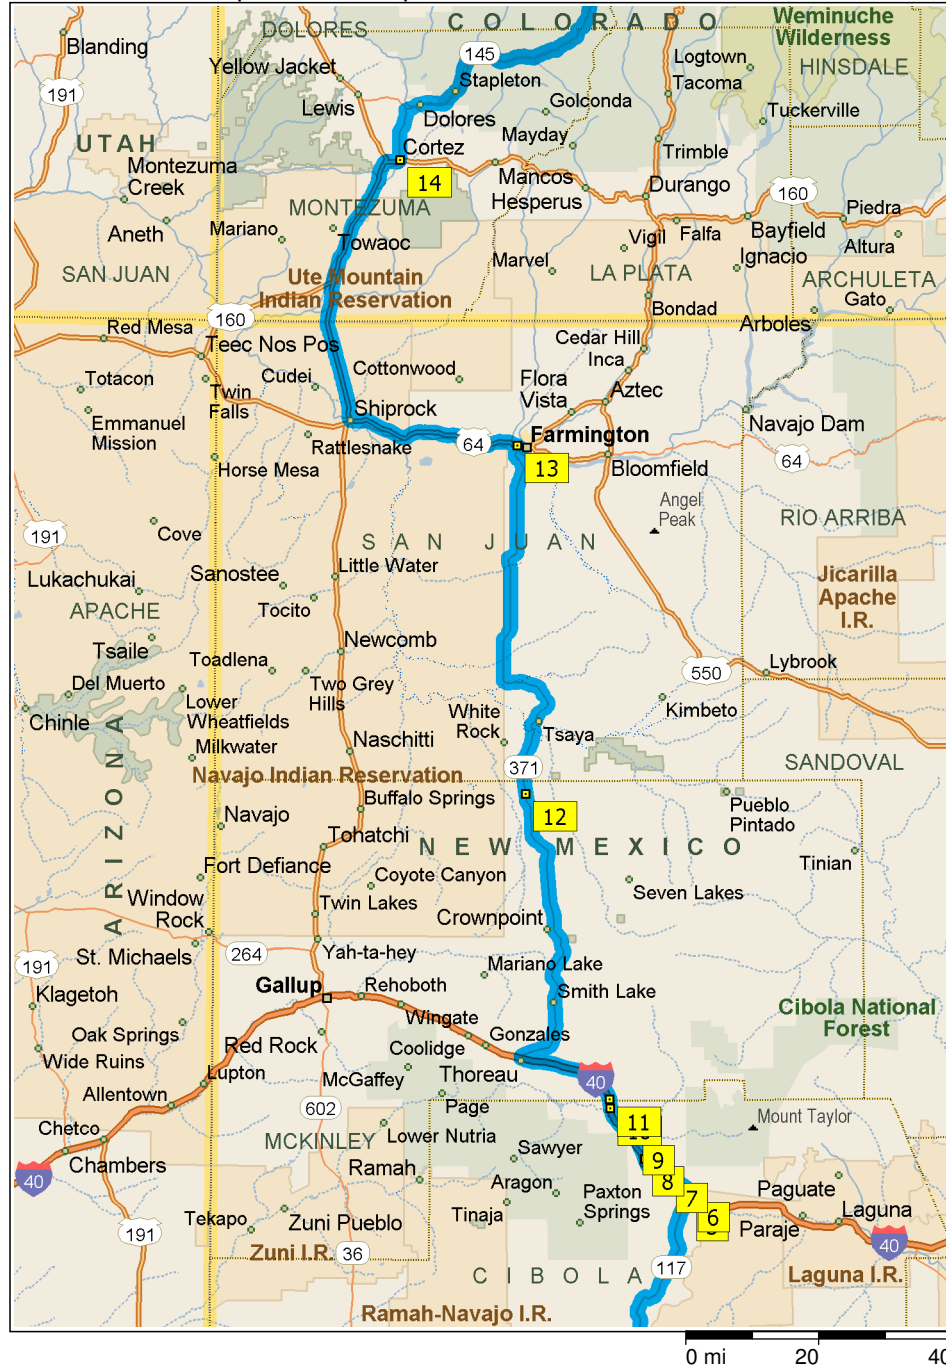 COLORADO
Weminuche
Wilderness
DOLORES
Blanding
145
Logtown
HINSDALE
Yellow Jacket
Stapleton
Tacoma
191
Lewis
Golconda
Tuckerville
Dolores
Mayday
UTAH
Cortez
Trimble
Montezuma
Creek
14
Mancos
Hesperus
Durango
160
MONTEZUMA
Piedra
Aneth
Mariano
Towaoc
Vigil
Falfa
Bayfield
Altura
SAN JUAN
Marvel
Ignacio
LA PLATA
Ute Mountain
Indian Reservation
ARCHULETA
Gato
160
Bondad
Arboles
Red Mesa
Teec Nos Pos
Cedar Hill
Inca
Totacon
Cudei
Cottonwood
Flora
Vista
Aztec
Twin
Falls
Shiprock
Emmanuel
Mission
Navajo Dam
Rattlesnake
64
Farmington
64
Horse Mesa
13
Bloomfield
Angel
Peak
191
Cove
SAN JUAN
RIO ARRIBA
Little Water
Lukachukai
Sanostee
Jicarilla
Apache
I.R.
APACHE
Tocito
Tsaile
Newcomb
Toadlena
550
Lybrook
Del Muerto
Two Grey
Hills
Lower
Wheatfields
White
Rock
Kimbeto
Chinle
Milkwater
Naschitti
Tsaya
ARIZONA
371
SANDOVAL
Navajo Indian Reservation
Buffalo Springs
Navajo
12
Pueblo
Pintado
Tohatchi
NEW MEXICO
Fort Defiance
Coyote Canyon
Tinian
Window
Rock
Twin Lakes
Seven Lakes
Crownpoint
St. Michaels
264
Yah-ta-hey
191
Mariano Lake
Klagetoh
Gallup
Rehoboth
Smith Lake
Cibola National
Forest
Oak Springs
Wingate
Gonzales
Wide Ruins
Red Rock
Coolidge
Lupton
McGaffey
Thoreau
40
Allentown
Page
602
Mount Taylor
Chetco
MCKINLEY
Lower Nutria
11
Sawyer
9
Chambers
Ramah
8
40
Aragon
Paxton
Springs
7
Paguate
Tekapo
Zuni Pueblo
Tinaja
6
Paraje
Laguna
191
Zuni I.R.
36
40
CIBOLA
117
Laguna I.R.
Ramah-Navajo I.R.
0 mi
20